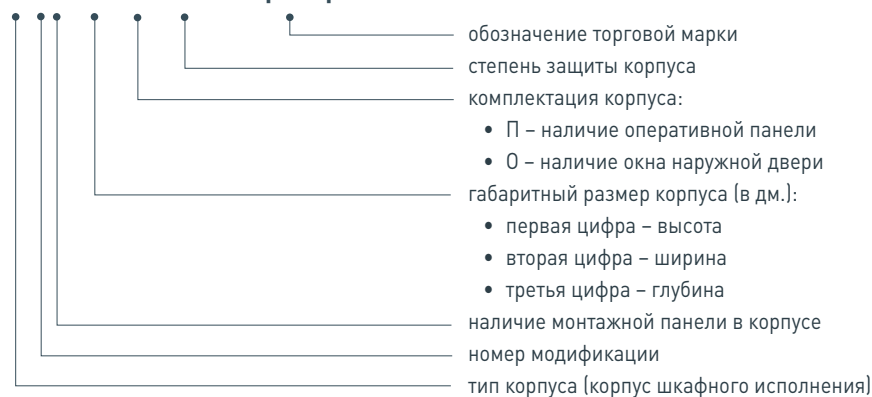 обозначение торговой марки
степень защиты корпуса
комплектация корпуса:
• П – наличие оперативной панели
• О – наличие окна наружной двери
габаритный размер корпуса (в дм.):
• первая цифра – высота
• вторая цифра – ширина
• третья цифра – глубина
наличие монтажной панели в корпусе
номер модификации
тип корпуса (корпус шкафного исполнения)